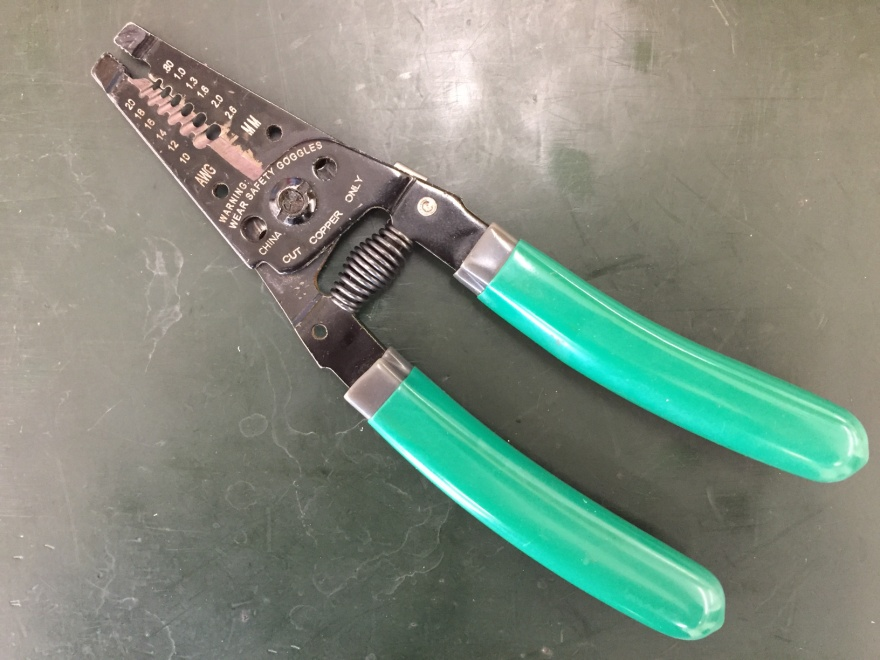 .80
1.0
1.3
1.6
2.0
2.6
MM
20
18
16
14
12
10
AWG
WARNING:
WEAR SAFETY GOGGLES
CHINA
CUT COPPER ONLY
C